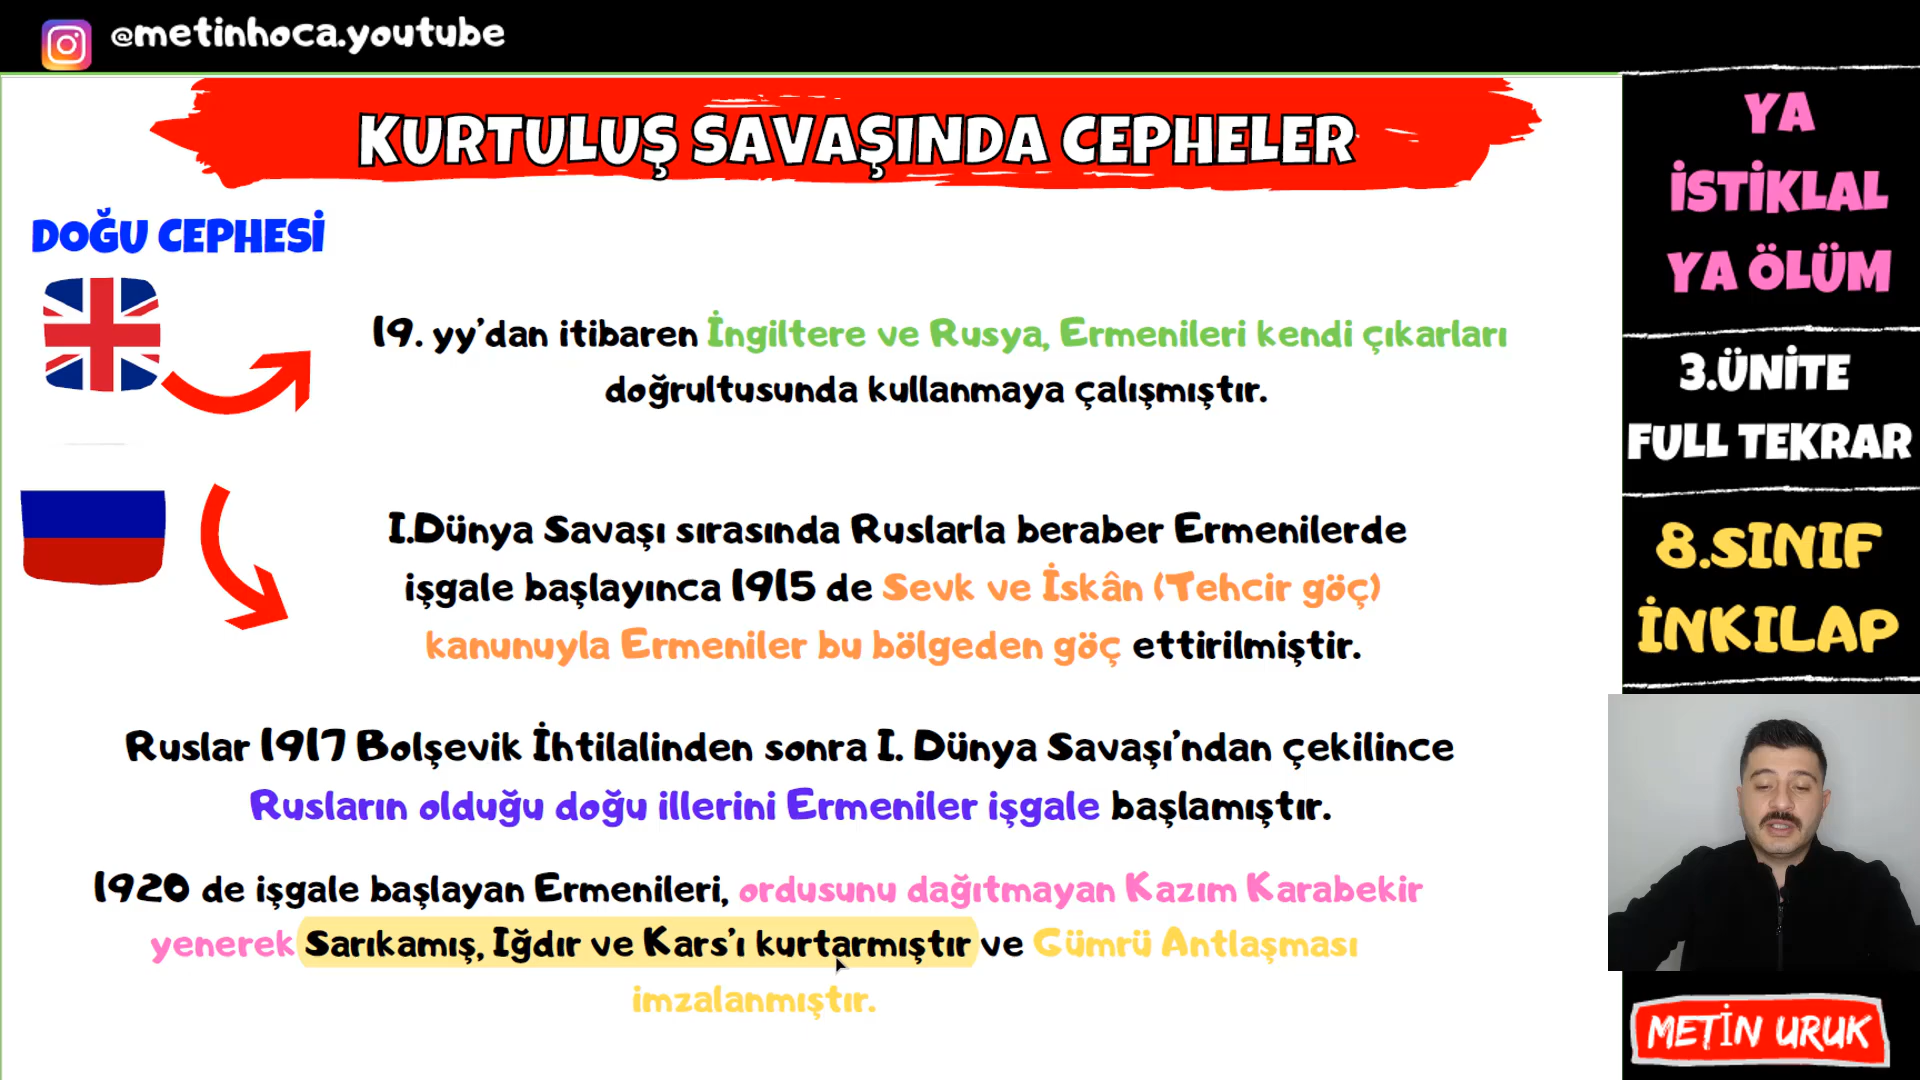 @metinhoca.youtube
KURTULUŞ SAVAŞINDA CEPHELER
DOĞU CEPHESİ
19. yy'dan itibaren İngiltere ve Rusya, Ermenileri kendi çıkarları
doğrultusunda kullanmaya çalışmıştır.
I.Dünya Savaşı sırasında Ruslarla beraber Ermenilerde
işgale başlayınca 1915 de Sevk ve İskân (Tehcir göç)
kanunuyla Ermeniler bu bölgeden göç ettirilmiştir.
Ruslar 1917 Bolşevik İhtilalinden sonra I. Dünya Savaşı'ndan çekilince
Rusların olduğu doğu illerini Ermeniler işgale başlamıştır.
1920 de işgale başlayan Ermenileri, ordusunu dağıtmayan Kazım Karabekir
yenerek Sarıkamış, Iğdır ve Kars'ı kurtarmıştır ve Gümrü Antlaşması
imzalanmıştır.
YA
İSTİKLAL
YA ÖLÜM
3.ÜNİTE
FULL TEKRAR
8.SINIF
İNKILAP
METİN URUK